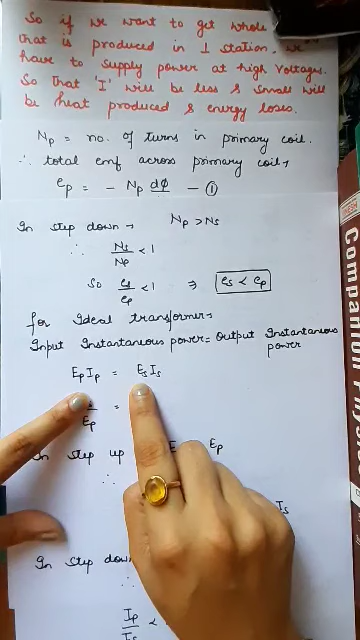 So if we want to get whole
that is produced in 1 station. we
have to supply power at high Voltages.
So that 'I' will be less & small will
be heat produced & energy loses.
Np = no. of turns in primary coil.
∴ total emf across primary coil→
ep = - Np dφ/ - ①
In step down → Np > Ns
∴ Ns/Np < 1
So es/ep < 1 ⇒ es < ep
for Ideal transformer→
Input Instantaneous power = Output Instantaneous
power
EpIp = EsIs
/Ep =
In step up E Ep
∴
Is
In step down
∴
Ip/Is <
Companion